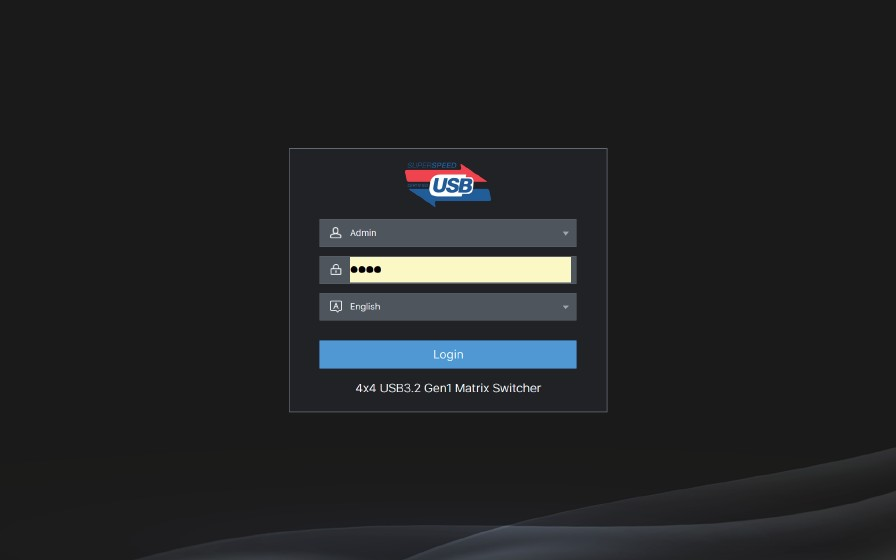 SUPERSPEED
USB
Admin
English
Login
4x4 USB3.2 Gen1 Matrix Switcher